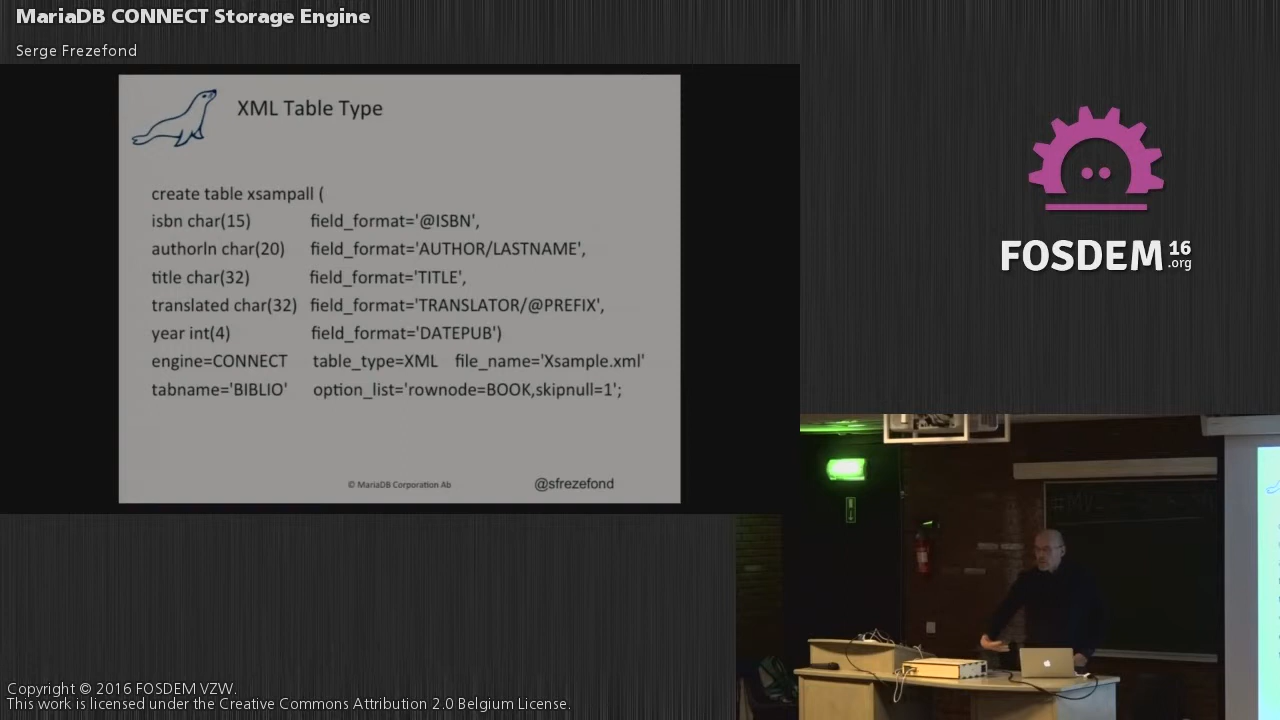 MariaDB CONNECT Storage Engine
Serge Frezefond
XML Table Type
create table xsampall (
isbn char(15) field_format='@ISBN',
authorln char(20) field_format='AUTHOR/LASTNAME',
title char(32) field_format='TITLE',
translated char(32) field_format='TRANSLATOR/@PREFIX',
year int(4) field_format='DATEPUB')
engine=CONNECT table_type=XML file_name='Xsample.xml'
tabname='BIBLIO' option_list='rownode=BOOK,skipnull=1';
© MariaDB Corporation Ab
@sfrezefond
FOSDEM 16
.org
Copyright © 2016 FOSDEM VZW.
This work is licensed under the Creative Commons Attribution 2.0 Belgium License.